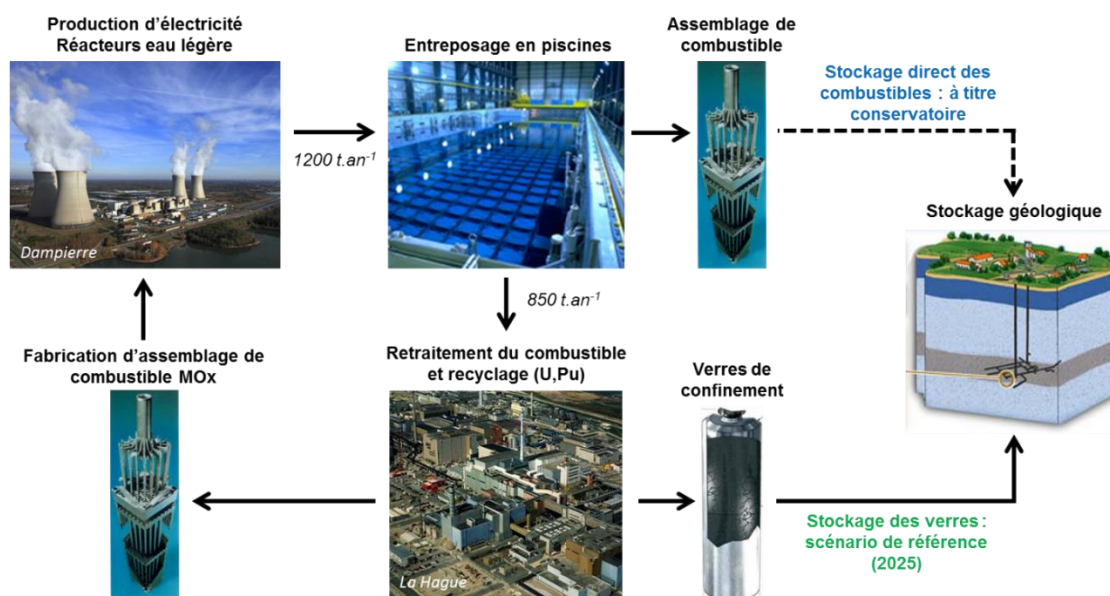 Production d’électricité
Réacteurs eau légère
Entreposage en piscines
Assemblage de
combustible
Stockage direct des
combustibles : à titre
conservatoire
1200 t.an⁻¹
Dampierre
Stockage géologique
850 t.an⁻¹
Fabrication d’assemblage de
combustible MOx
Retraitement du combustible
et recyclage (U,Pu)
Verres de
confinement
La Hague
Stockage des verres :
scénario de référence
(2025)